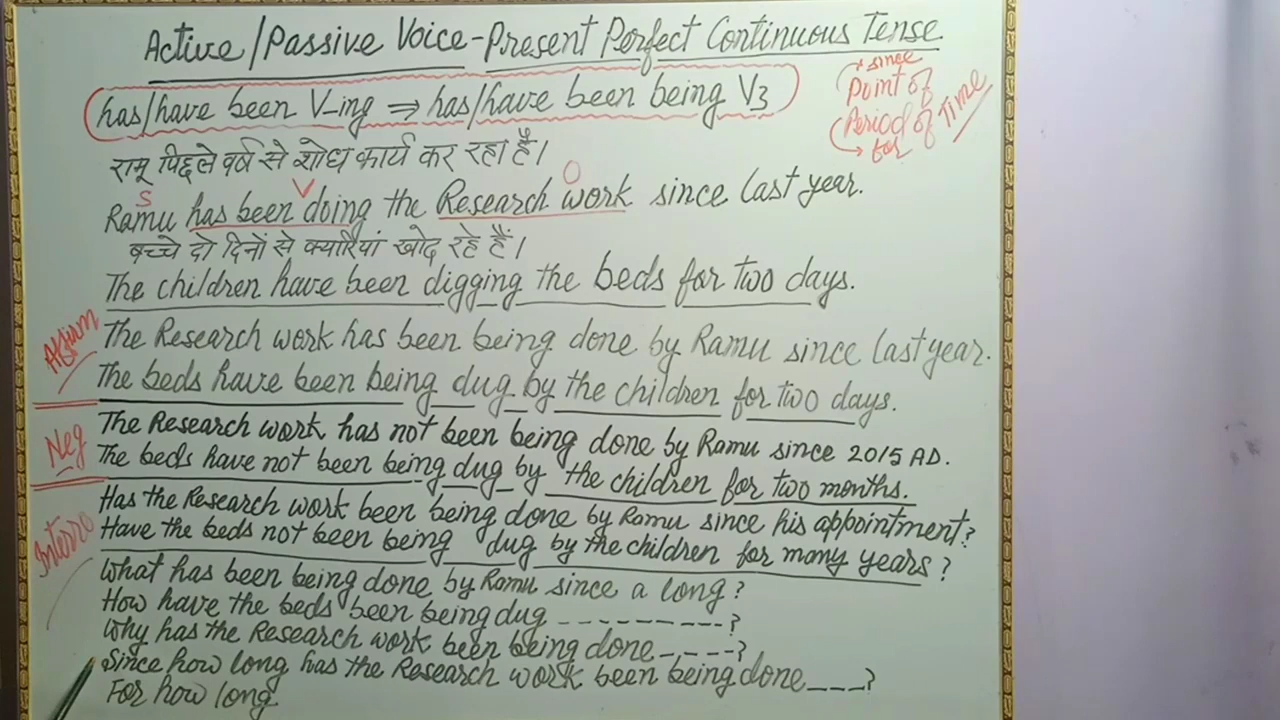 Active/Passive Voice-Present Perfect Continuous Tense
has/have been V-ing ⇒ has/have been being V3
since
Point of
Period of Time
for
रामू पिछले वर्ष से शोध कार्य कर रहा है।
S V O
Ramu has been doing the Research work since last year.
बच्चे दो दिनों से क्यारियां खोद रहे हैं।
The children have been digging the beds for two days.
Affirm
The Research work has been being done by Ramu since last year.
The beds have been being dug by the children for two days.
Neg
The Research work has not been being done by Ramu since 2015 AD.
The beds have not been being dug by the children for two months.
Interro
Has the Research work been being done by Ramu since his appointment?
Have the beds not been being dug by the children for many years?
What has been being done by Ramu since a long?
How have the beds been being dug ---------?
Why has the Research work been being done-----?
Since how long has the Research work been being done___?
For how long